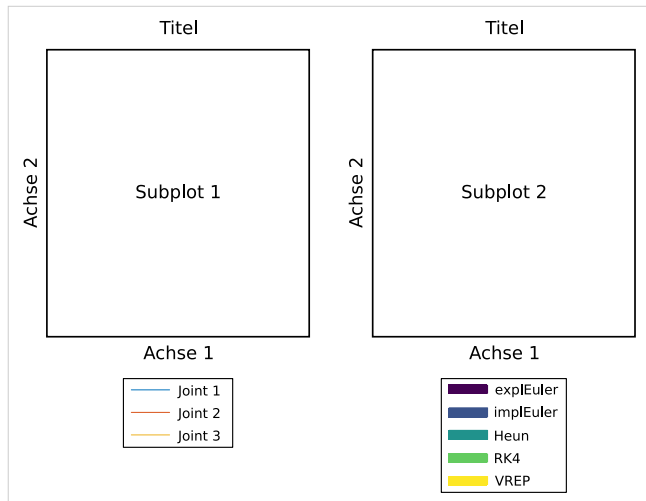 Titel
Achse 2
Subplot 1
Achse 1
Joint 1
Joint 2
Joint 3
Titel
Achse 2
Subplot 2
Achse 1
explEuler
implEuler
Heun
RK4
VREP